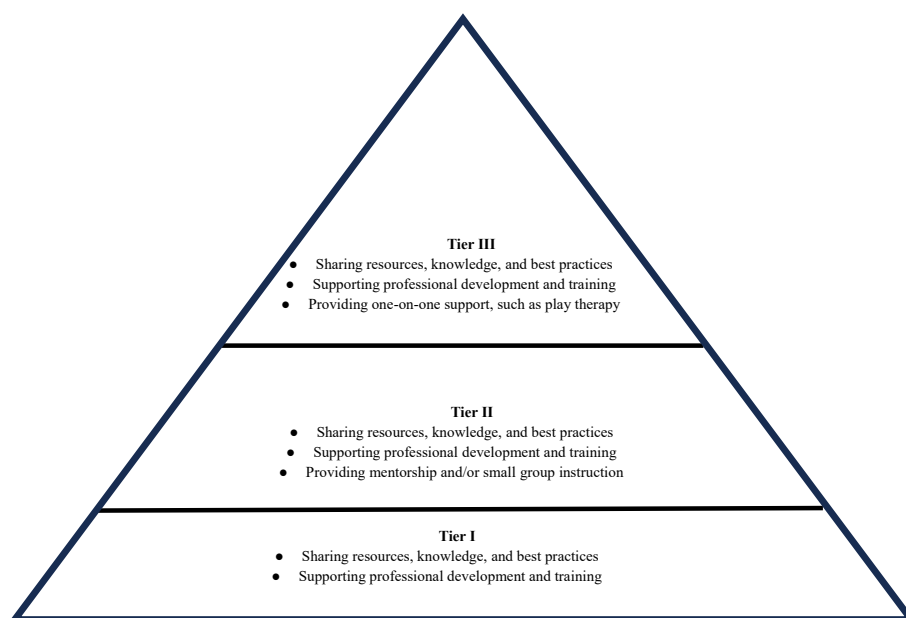 Tier III
● Sharing resources, knowledge, and best practices
● Supporting professional development and training
● Providing one-on-one support, such as play therapy
Tier II
● Sharing resources, knowledge, and best practices
● Supporting professional development and training
● Providing mentorship and/or small group instruction
Tier I
● Sharing resources, knowledge, and best practices
● Supporting professional development and training